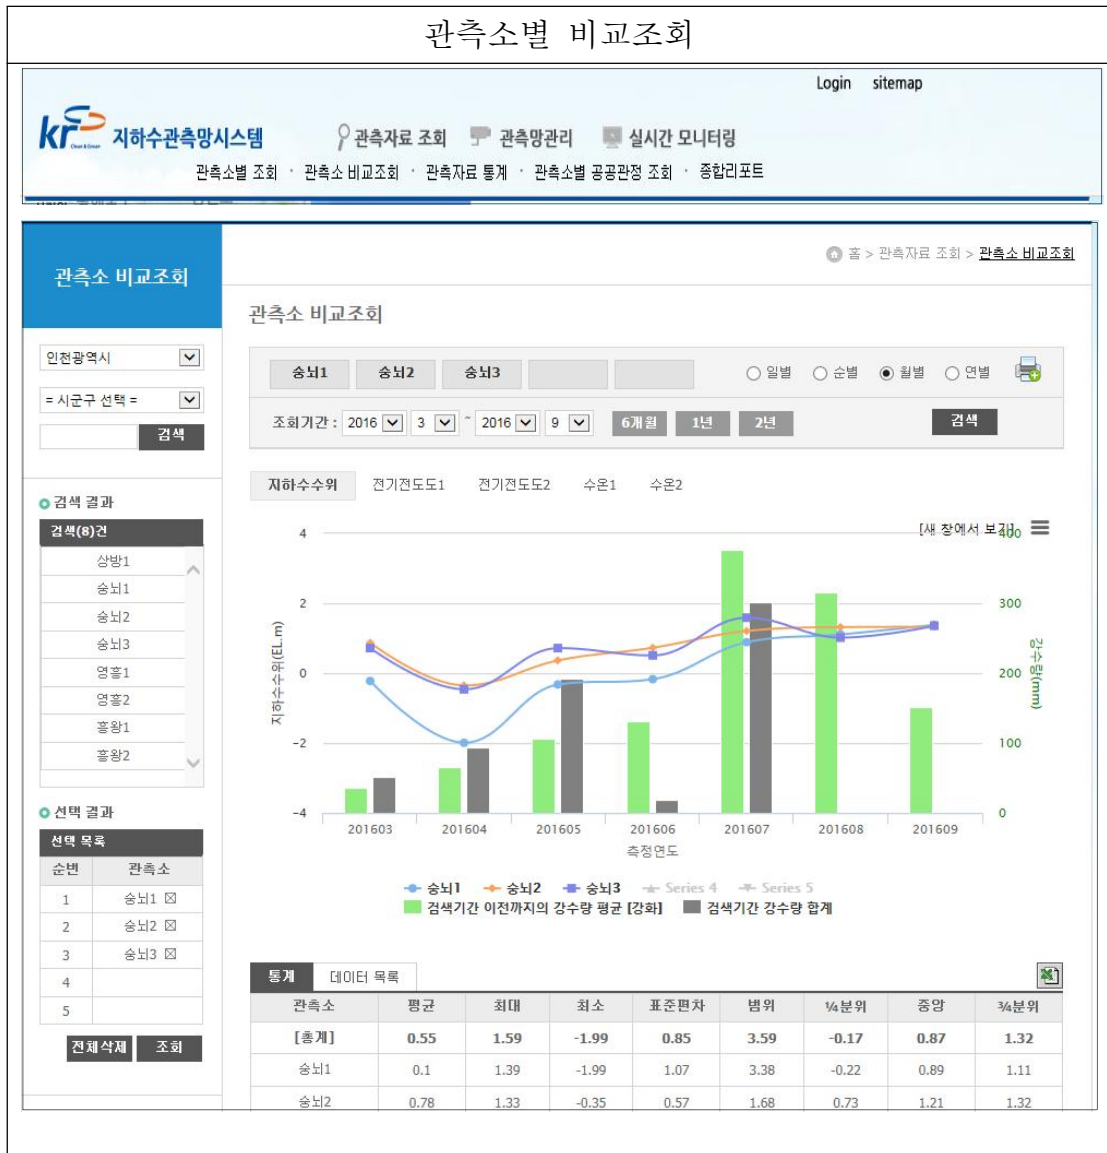 관측소별 비교조회
Login sitemap
kr 지하수관측망시스템 관측자료 조회 관측망관리 실시간 모니터링
관측소별 조회 · 관측소 비교조회 · 관측자료 통계 · 관측소별 공공관정 조회 · 종합리포트
관측소 비교조회
홈 > 관측자료 조회 > 관측소 비교조회
관측소 비교조회
인천광역시
= 시군구 선택 =
검색
숭뇌1 숭뇌2 숭뇌3 일별 순별 월별 연별
조회기간 : 2016 3 ~ 2016 9 6개월 1년 2년 검색
검색 결과
검색(8)건
상방1
숭뇌1
숭뇌2
숭뇌3
영흥1
영흥2
흥왕1
흥왕2
선택 결과
선택 목록
순번 관측소
1 숭뇌1 ☒
2 숭뇌2 ☒
3 숭뇌3 ☒
4
5
전체삭제 조회
지하수수위 전기전도도1 전기전도도2 수온1 수온2
[새 창에서 보기]
4
2
0
-2
-4
지하수수위(EL.m)
400
300
200
100
0
강수량(mm)
201603 201604 201605 201606 201607 201608 201609
측정연도
숭뇌1 숭뇌2 숭뇌3 Series 4 Series 5
검색기간 이전까지의 강수량 평균 [강화] 검색기간 강수량 합계
통계 데이터 목록
관측소 평균 최대 최소 표준편차 범위 ¼분위 중앙 ¾분위
[총계] 0.55 1.59 -1.99 0.85 3.59 -0.17 0.87 1.32
숭뇌1 0.1 1.39 -1.99 1.07 3.38 -0.22 0.89 1.11
숭뇌2 0.78 1.33 -0.35 0.57 1.68 0.73 1.21 1.32